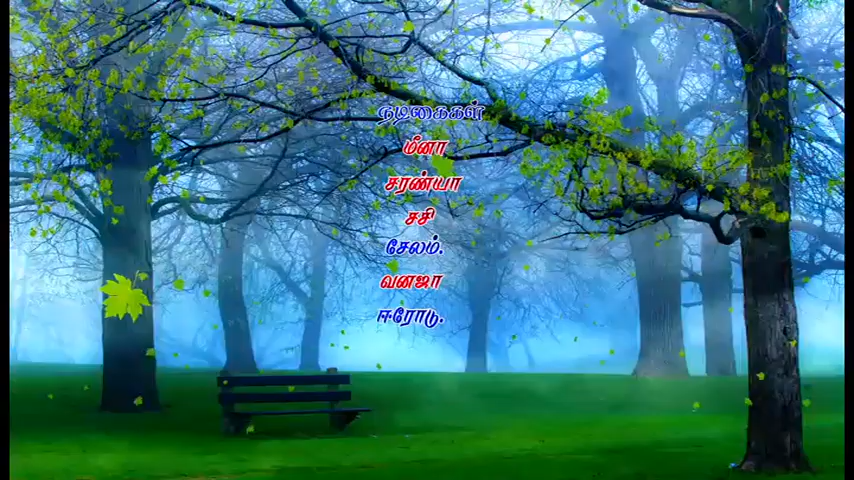 நடிகைகள்
மீனா
சரண்யா
சசி
சேலம்.
வனஜா
ஈரோடு.